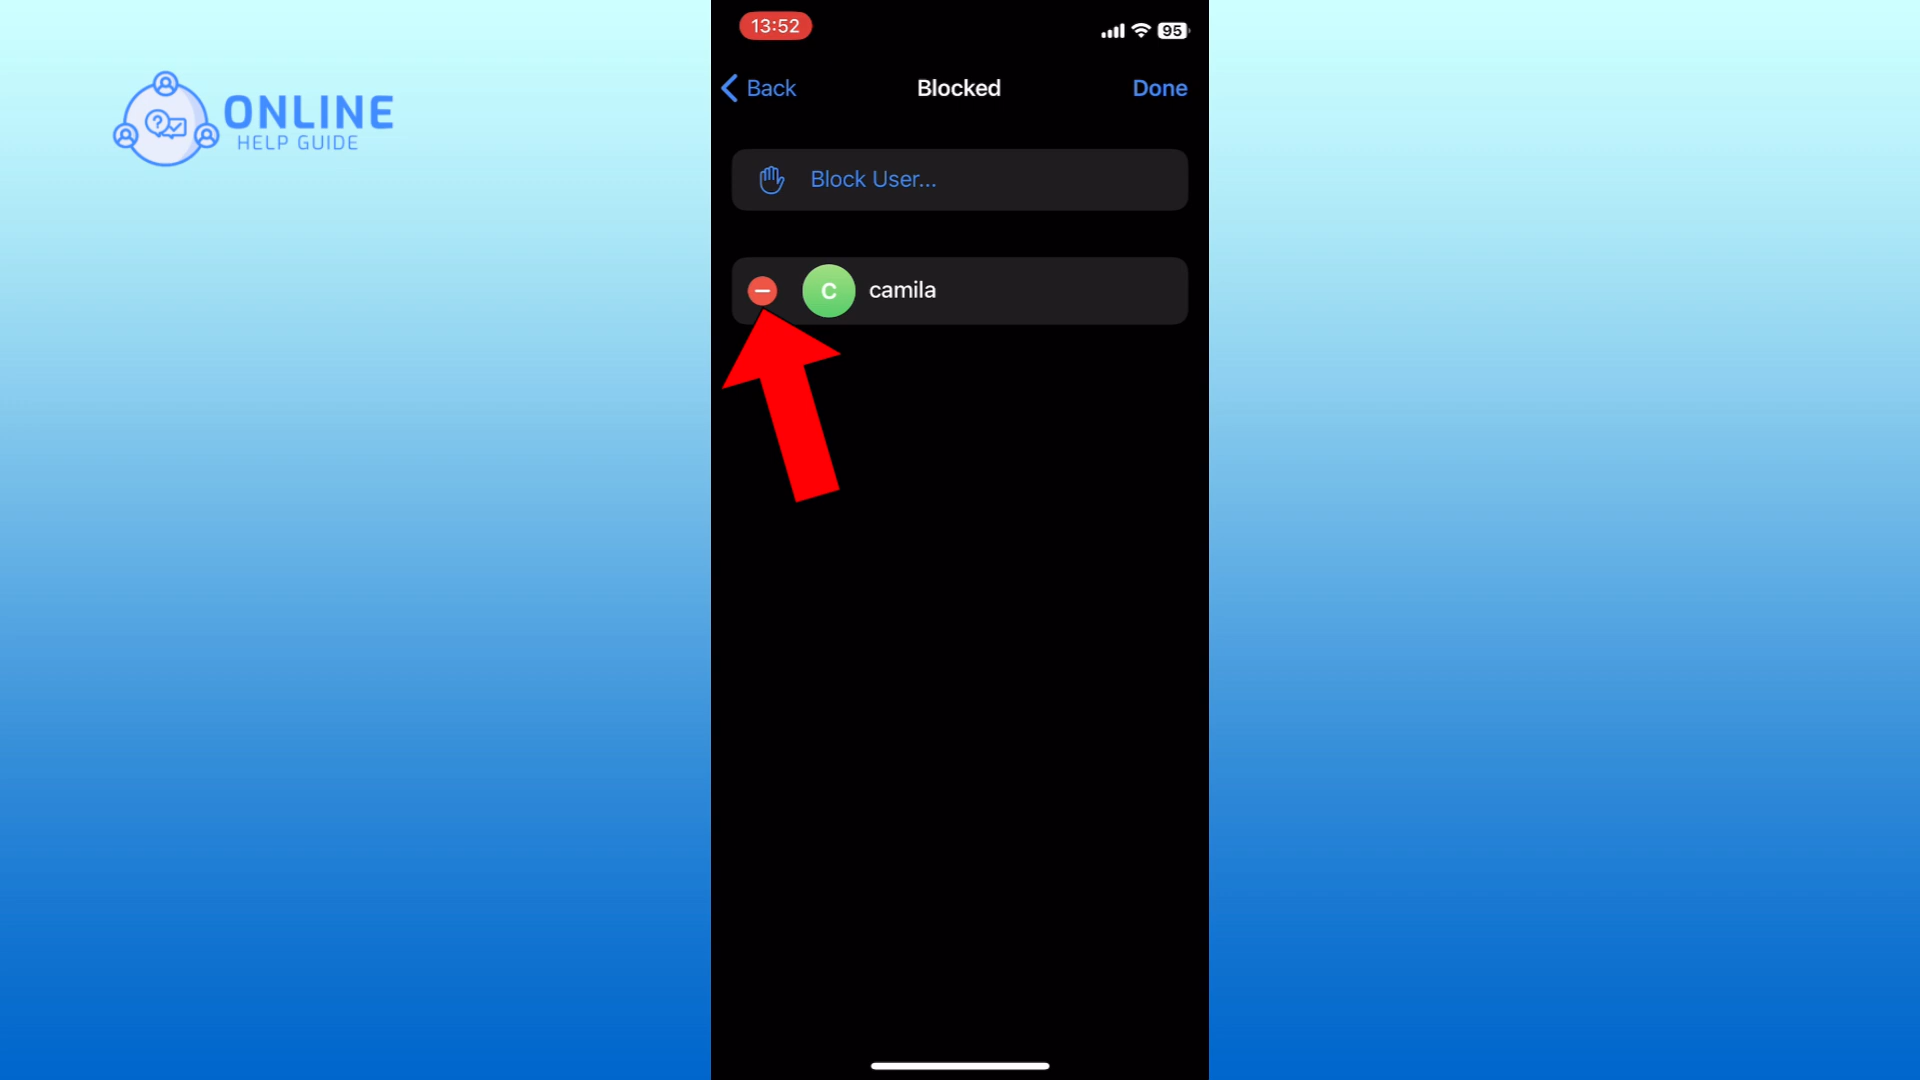 13:52
95
Back
Blocked
Done
ONLINE
HELP GUIDE
Block User...
C
camila